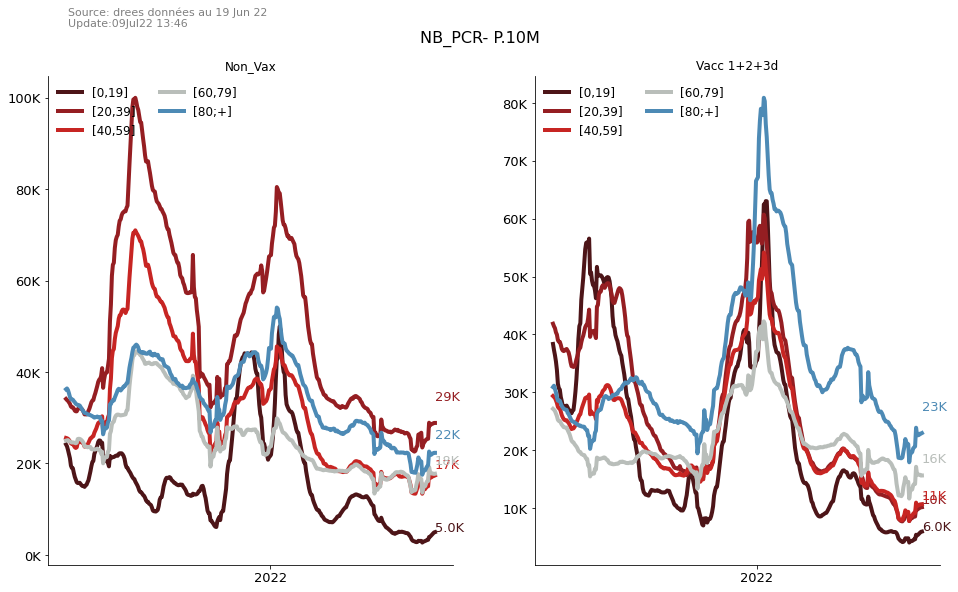 Source: drees données au 19 Jun 22
Update:09Jul22 13:46
NB_PCR- P.10M
Non_Vax
[0,19]
[20,39]
[40,59]
[60,79]
[80;+]
100K
80K
60K
40K
20K
0K
29K
22K
17K
5.0K
2022
Vacc 1+2+3d
[0,19]
[20,39]
[40,59]
[60,79]
[80;+]
80K
70K
60K
50K
40K
30K
20K
10K
23K
16K
11K
10K
6.0K
2022